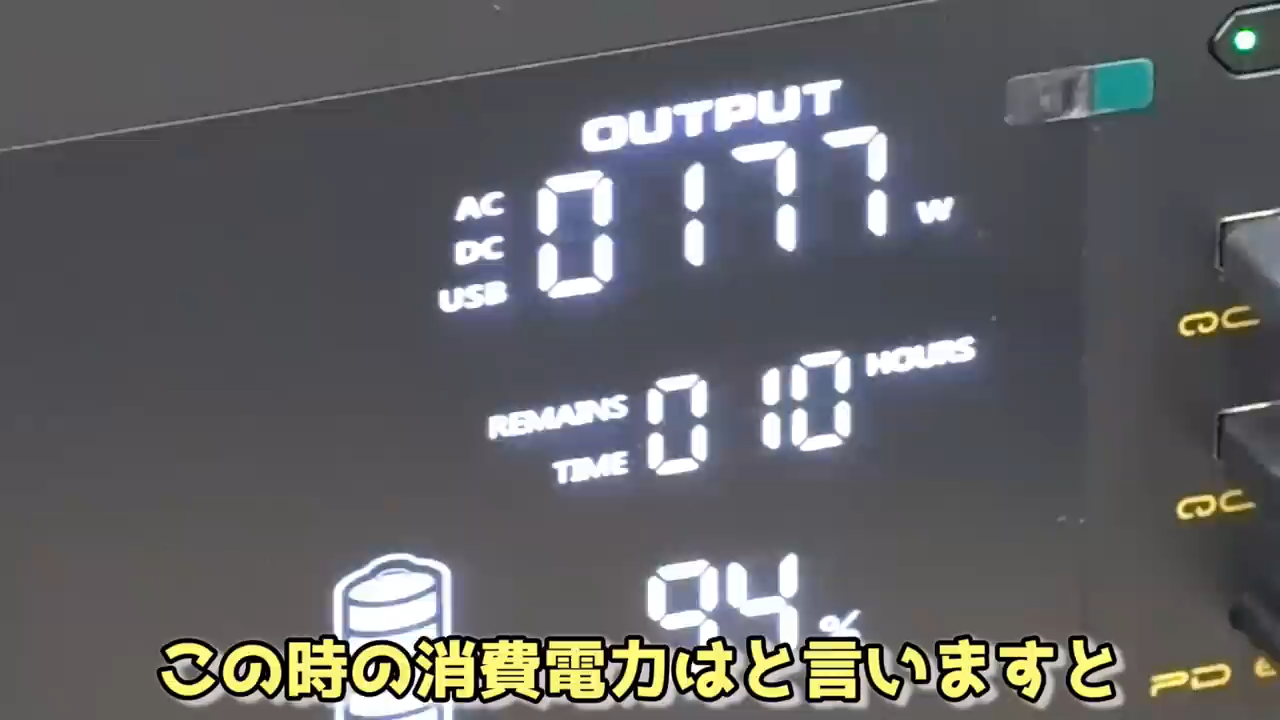 OUTPUT
AC
DC
USB
0177 W
REMAINS TIME
010 HOURS
94 %
QC
QC
PD
この時の消費電力はと言いますと